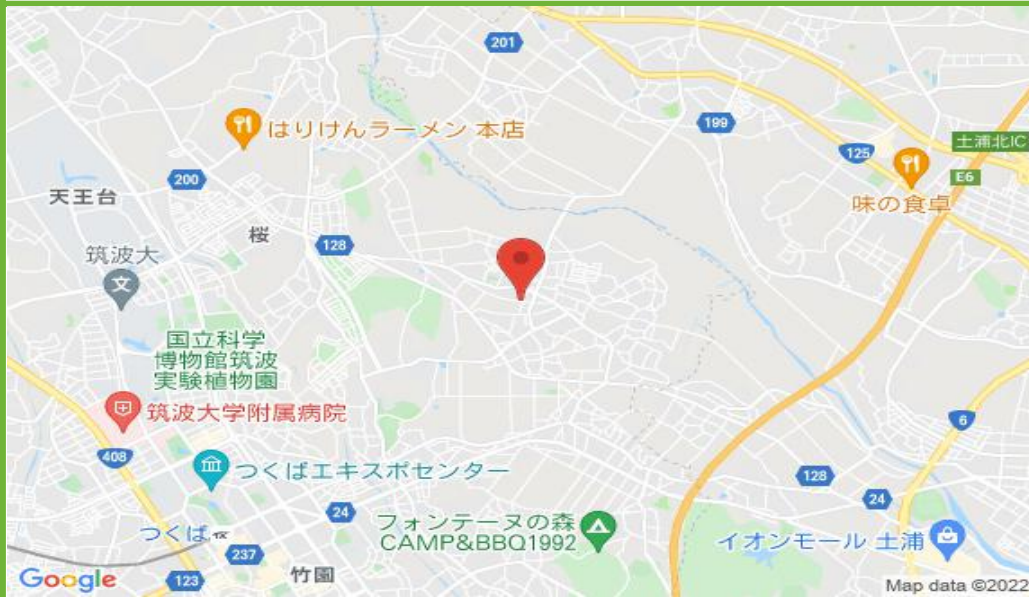 201
はりけんラーメン 本店
199
土浦北IC
125
E6
200
味の食卓
天王台
桜
128
筑波大
文
国立科学
博物館筑波
実験植物園
筑波大学附属病院
6
408
つくばエキスポセンター
128
24
24
フォンテーヌの森
CAMP&BBQ1992
イオンモール 土浦
つくば
237
竹園
Google
123
Map data ©2022